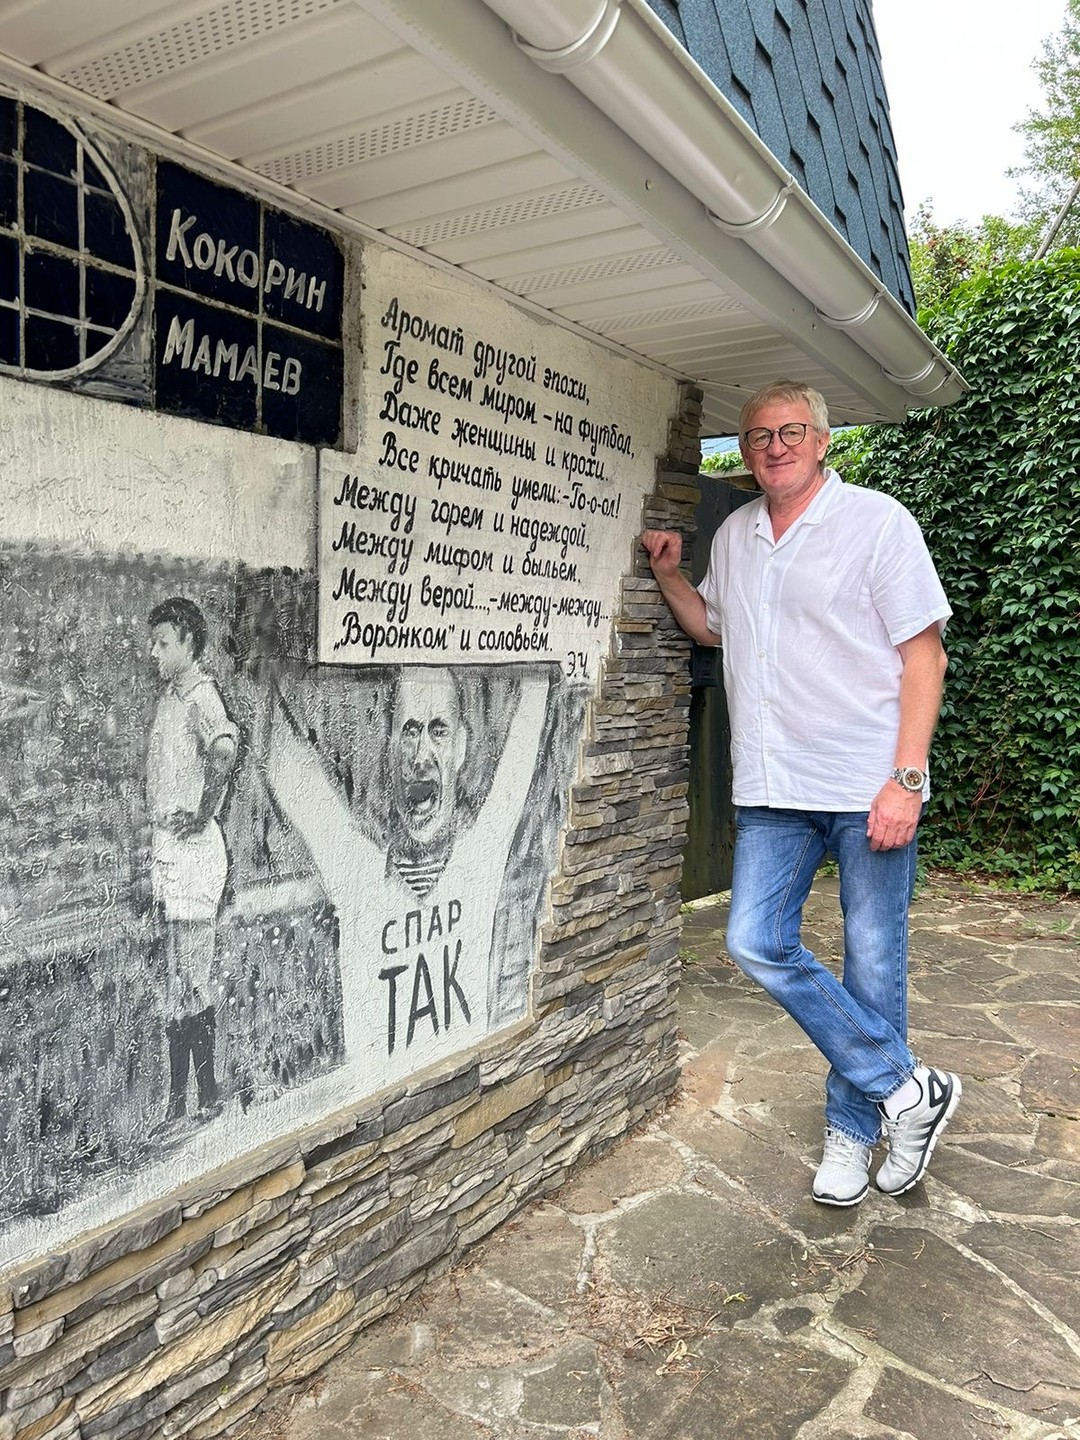 КОКОРИН
МАМАЕВ
Аромат другой эпохи,
Где всем миром – на футбол,
Даже женщины и крохи..
Все кричать умели:-Го-о-ол!
Между горем и надеждой,
Между мифом и быльём,
Между верой...,-между-между...
„Воронком" и соловьём.
Э.Ч.
СПАР
ТАК